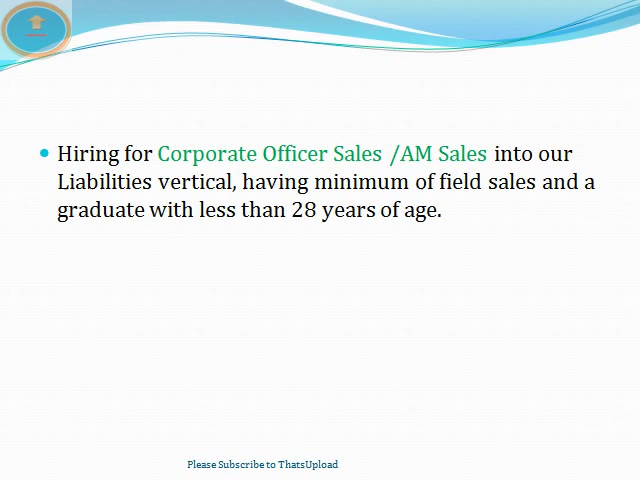 Hiring for Corporate Officer Sales /AM Sales into our
Liabilities vertical, having minimum of field sales and a
graduate with less than 28 years of age.
Please Subscribe to ThatsUpload